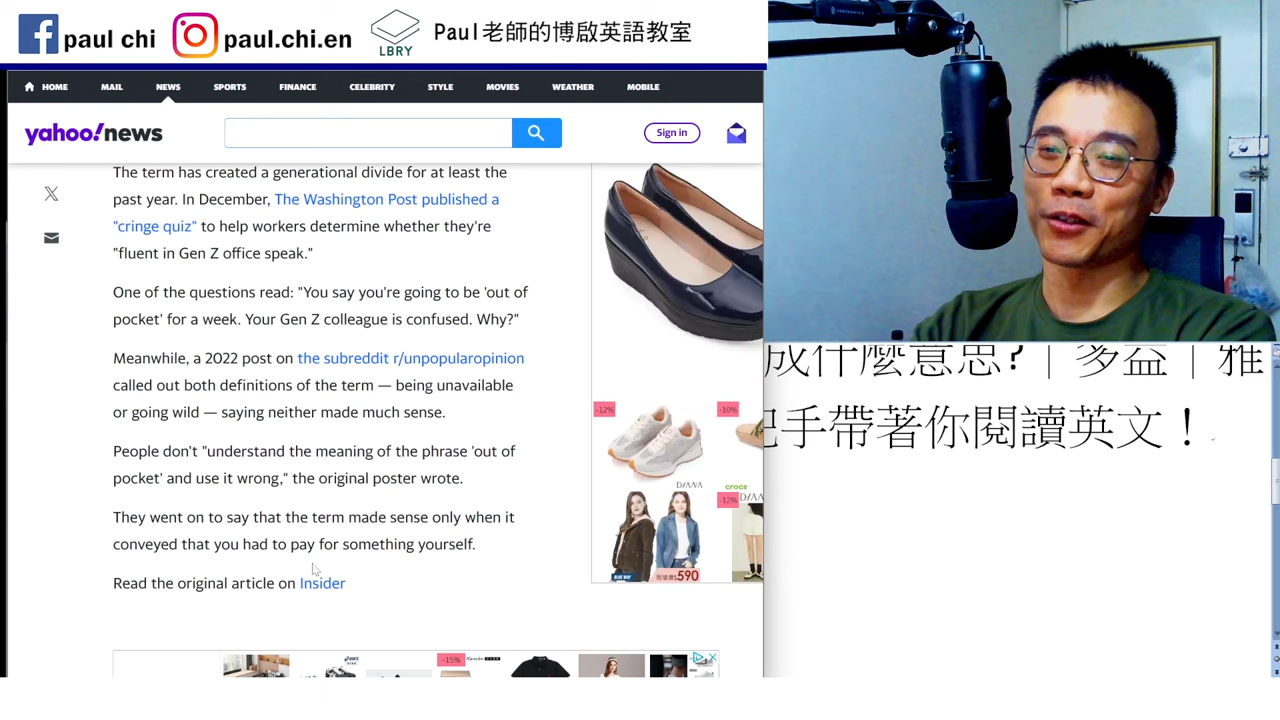 paul chi
paul.chi.en
LBRY
Paul老師的博啟英語教室
HOME MAIL NEWS SPORTS FINANCE CELEBRITY STYLE MOVIES WEATHER MOBILE
yahoo!news
Sign in
The term has created a generational divide for at least the
past year. In December, The Washington Post published a
"cringe quiz" to help workers determine whether they're
"fluent in Gen Z office speak."
One of the questions read: "You say you're going to be 'out of
pocket' for a week. Your Gen Z colleague is confused. Why?"
Meanwhile, a 2022 post on the subreddit r/unpopularopinion
called out both definitions of the term — being unavailable
or going wild — saying neither made much sense.
People don't "understand the meaning of the phrase 'out of
pocket' and use it wrong," the original poster wrote.
They went on to say that the term made sense only when it
conveyed that you had to pay for something yourself.
Read the original article on Insider
-12%
-10%
DIANA
crocs
-12%
BLUE WAY
590
-15%
成什麼意思?｜多益｜雅
把手帶著你閱讀英文！